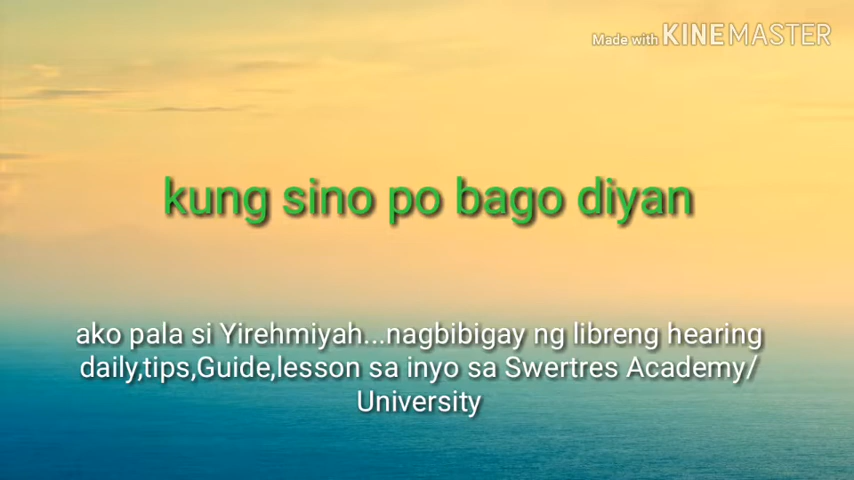 Made with KINEMASTER
kung sino po bago diyan
ako pala si Yirehmiyah...nagbibigay ng libreng hearing
daily,tips,Guide,lesson sa inyo sa Swertres Academy/
University